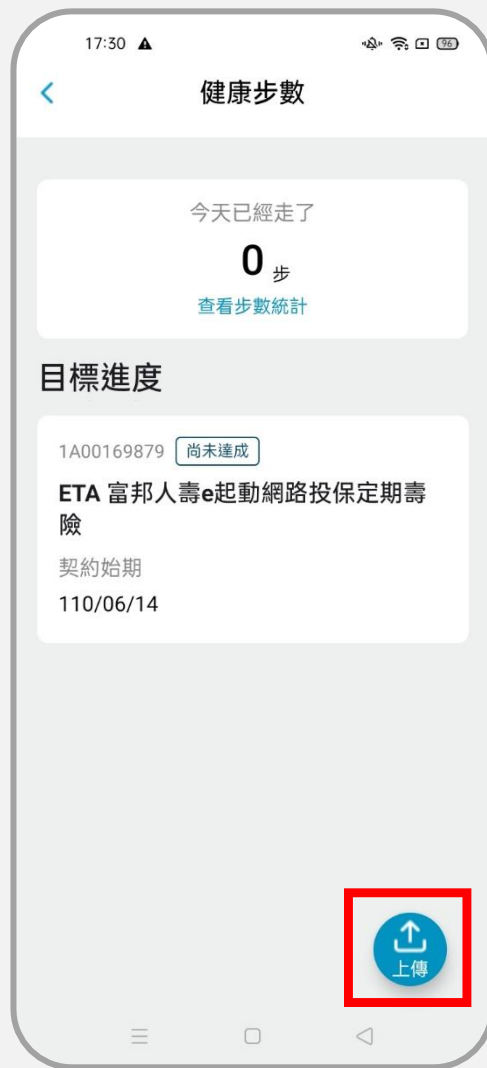 17:30
96
健康步數
今天已經走了
0 步
查看步數統計
目標進度
1A00169879 尚未達成
ETA 富邦人壽e起動網路投保定期壽
險
契約始期
110/06/14
上傳